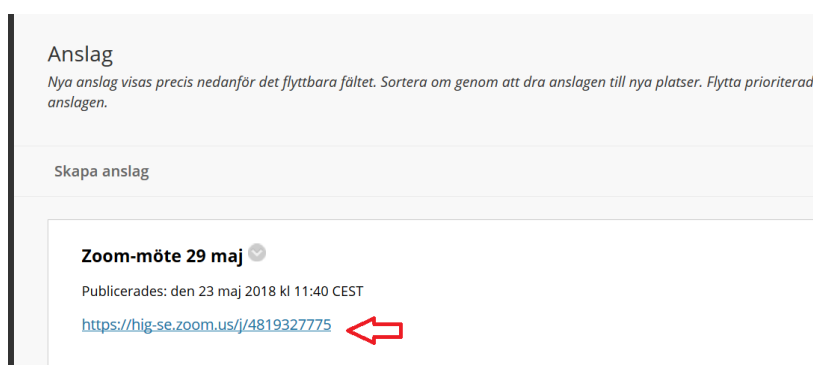 Anslag
Nya anslag visas precis nedanför det flyttbara fältet. Sortera om genom att dra anslagen till nya platser. Flytta prioriterad
anslagen.
Skapa anslag
Zoom-möte 29 maj
Publicerades: den 23 maj 2018 kl 11:40 CEST
https://hig-se.zoom.us/j/4819327775